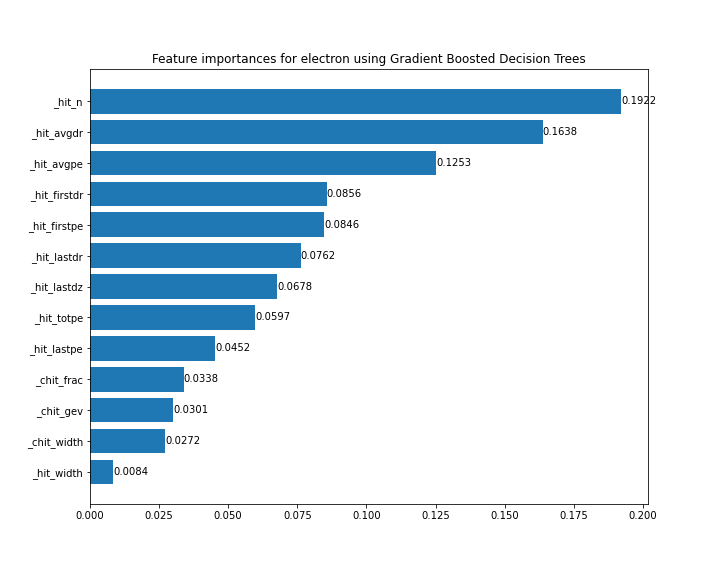 Feature importances for electron using Gradient Boosted Decision Trees
_hit_n 0.1922
_hit_avgdr 0.1638
_hit_avgpe 0.1253
_hit_firstdr 0.0856
_hit_firstpe 0.0846
_hit_lastdr 0.0762
_hit_lastdz 0.0678
_hit_totpe 0.0597
_hit_lastpe 0.0452
_chit_frac 0.0338
_chit_gev 0.0301
_chit_width 0.0272
_hit_width 0.0084
0.000 0.025 0.050 0.075 0.100 0.125 0.150 0.175 0.200